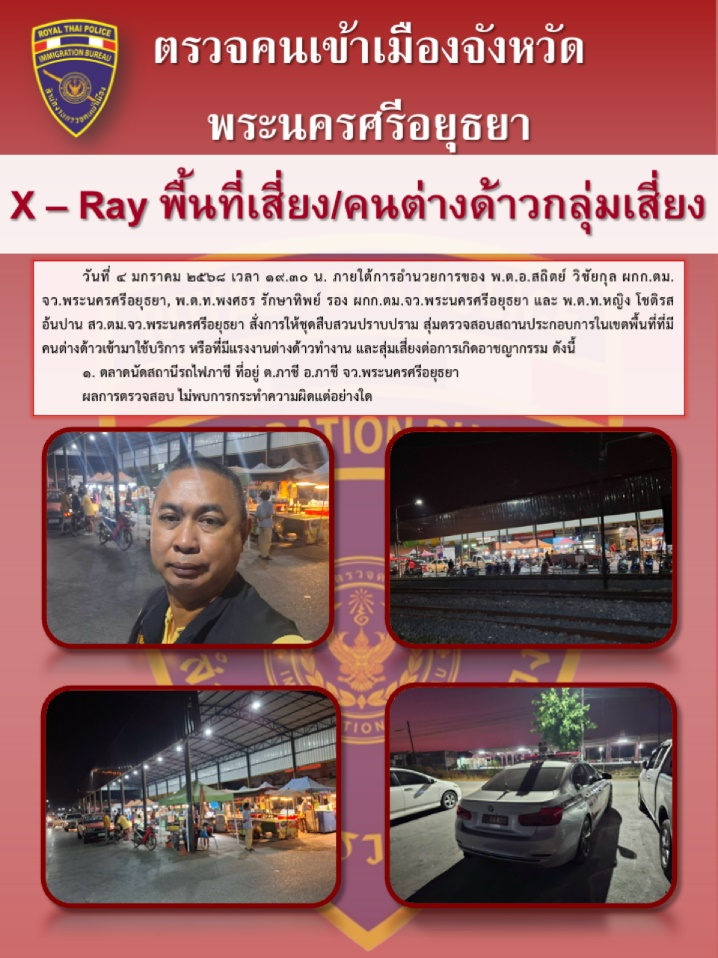 ROYAL THAI POLICE
IMMIGRATION BUREAU
สำนักงานตรวจคนเข้าเมือง
ตรวจคนเข้าเมืองจังหวัด
พระนครศรีอยุธยา
X – Ray พื้นที่เสี่ยง/คนต่างด้าวกลุ่มเสี่ยง
วันที่ ๔ มกราคม ๒๕๖๘ เวลา ๑๙.๓๐ น. ภายใต้การอำนวยการของ พ.ต.อ.สถิตย์ วิชัยกุล ผกก.ตม.
จว.พระนครศรีอยุธยา, พ.ต.ท.พงศธร รักษาทิพย์ รอง ผกก.ตม.จว.พระนครศรีอยุธยา และ พ.ต.ท.หญิง โชติรส
อ้นปาน สว.ตม.จว.พระนครศรีอยุธยา สั่งการให้ชุดสืบสวนปราบปราม สุ่มตรวจสอบสถานประกอบการในเขตพื้นที่ที่มี
คนต่างด้าวเข้ามาใช้บริการ หรือที่มีแรงงานต่างด้าวทำงาน และสุ่มเสี่ยงต่อการเกิดอาชญากรรม ดังนี้
๑. ตลาดนัดสถานีรถไฟภาชี ที่อยู่ ต.ภาชี อ.ภาชี จว.พระนครศรีอยุธยา
ผลการตรวจสอบ ไม่พบการกระทำความผิดแต่อย่างใด